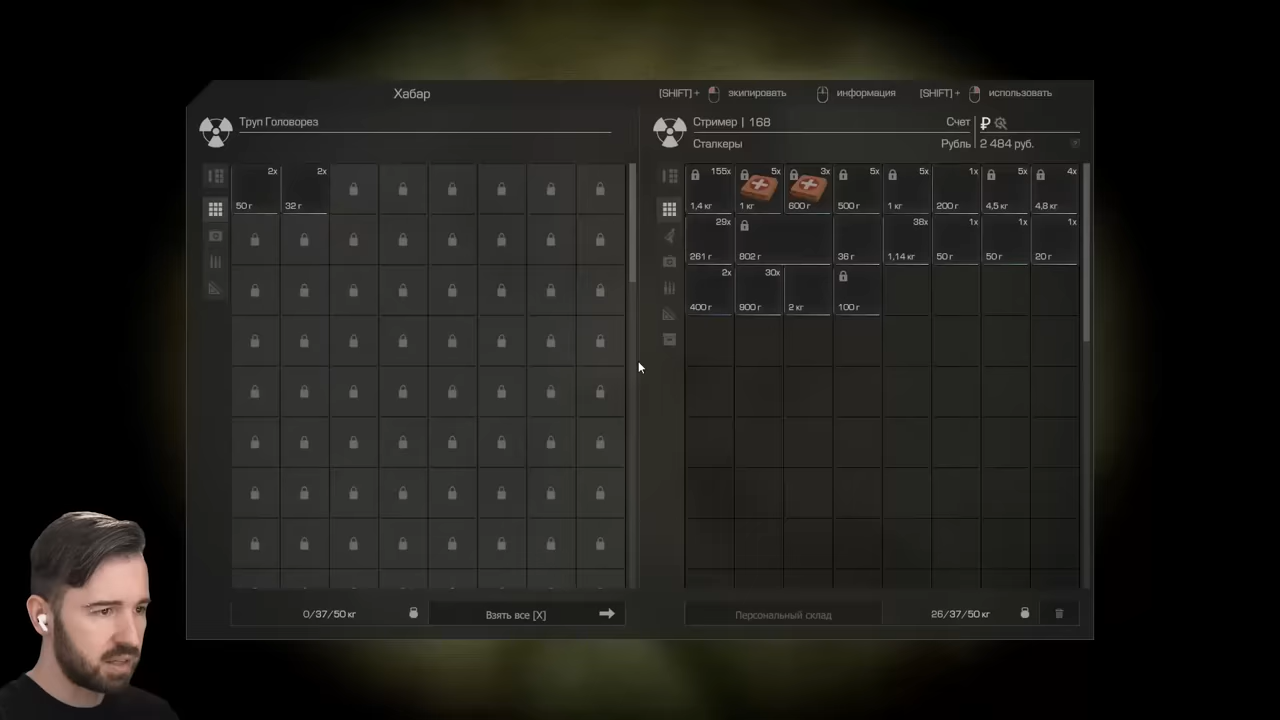 Хабар
[SHIFT] + экипировать информация [SHIFT] + использовать
Труп Головорез
Стример | 168 Счет ₽
Сталкеры Рубль 2 484 руб. ?
2x 2x
50 г 32 г
155x 5x 3x 5x 5x 1x 5x 4x
1,4 кг 1 кг 600 г 500 г 1 кг 200 г 4,5 кг 4,8 кг
29x 38x 1x 1x 1x
261 г 802 г 36 г 1,14 кг 50 г 50 г 20 г
2x 30x
400 г 900 г 2 кг 100 г
0/37/50 кг Взять все [X]
Персональный склад 26/37/50 кг